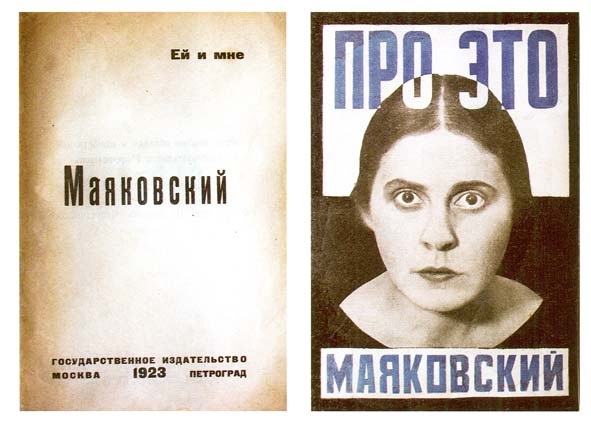 Ей и мне
Маяковский
ГОСУДАРСТВЕННОЕ ИЗДАТЕЛЬСТВО
МОСКВА 1923 ПЕТРОГРАД
ПРО ЭТО
МАЯКОВСКИЙ